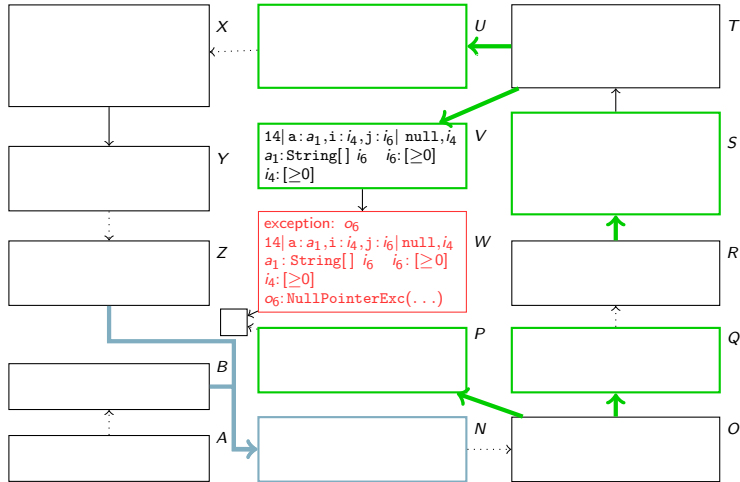 X
U
T
14| a: a₁,i: i₄,j: i₆| null,i₄
a₁: String[] i₆ i₆: [≥0]
i₄: [≥0]
V
S
Y
exception: o₆
14| a: a₁,i: i₄,j: i₆| null,i₄
a₁: String[] i₆ i₆: [≥0]
i₄: [≥0]
o₆: NullPointerExc(...)
W
Z
R
P
Q
B
A
N
O